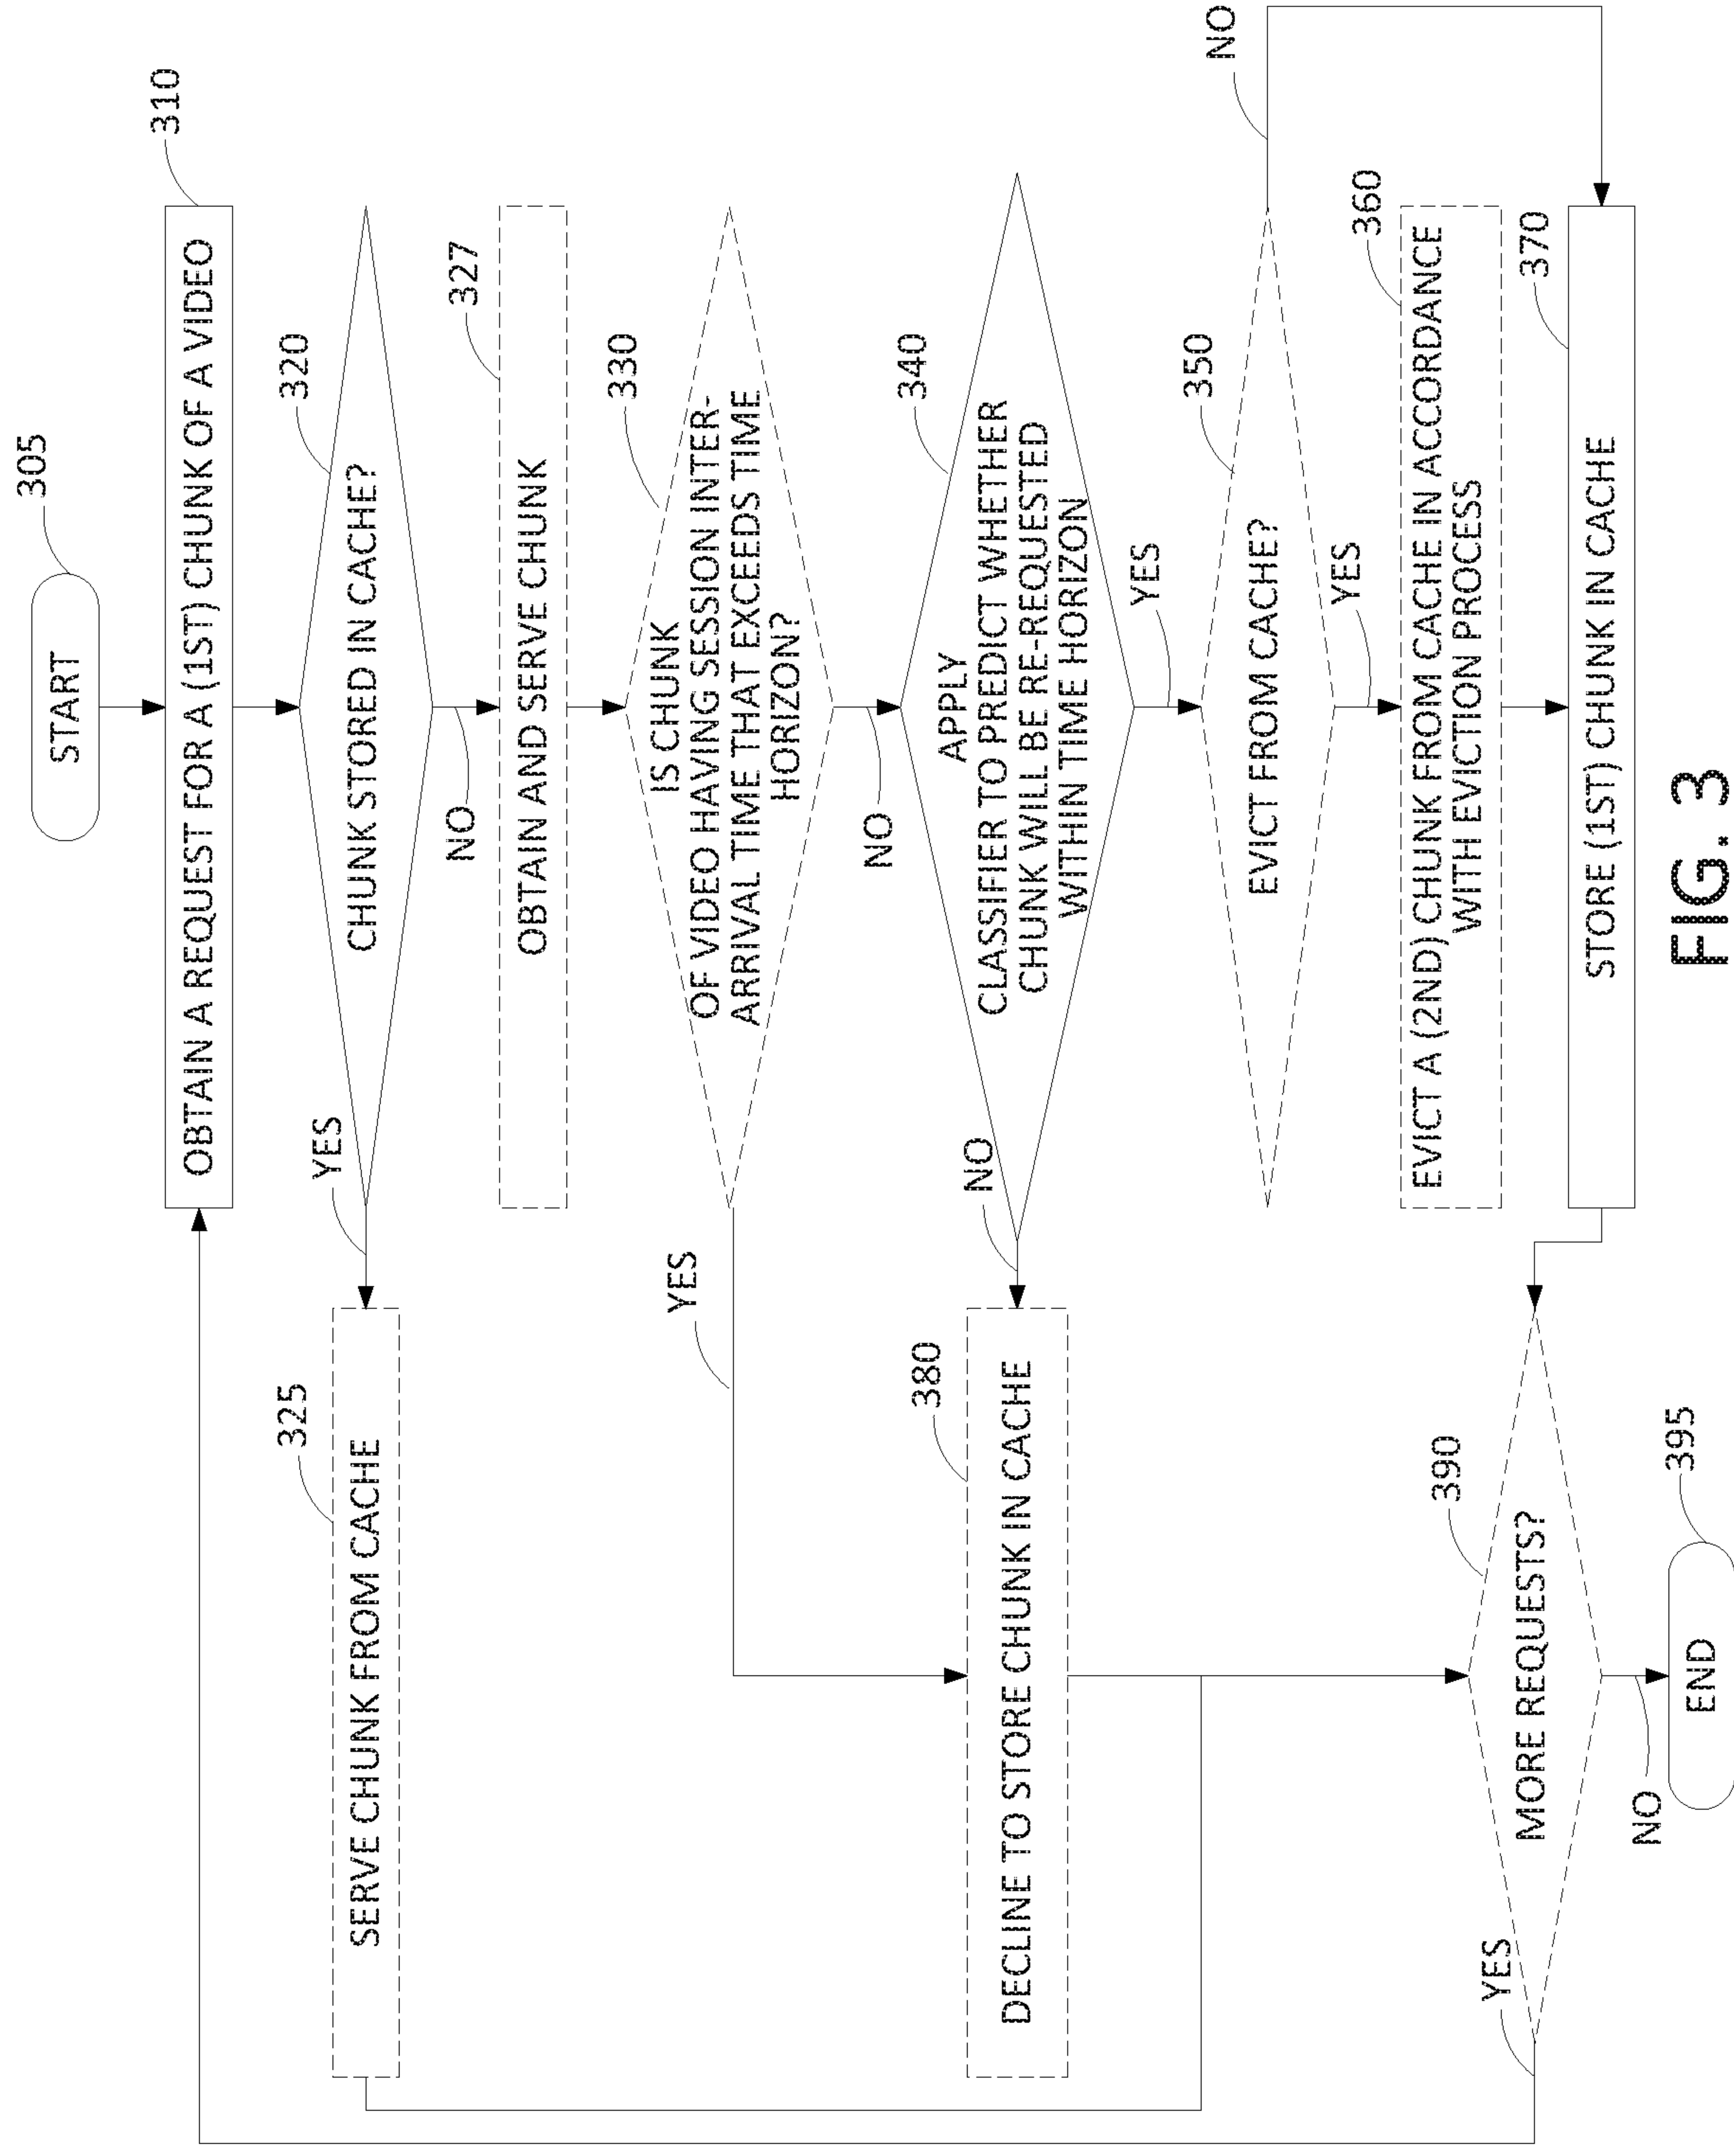 START
305
OBTAIN A REQUEST FOR A (1ST) CHUNK OF A VIDEO
310
CHUNK STORED IN CACHE?
320
YES
SERVE CHUNK FROM CACHE
325
NO
OBTAIN AND SERVE CHUNK
327
IS CHUNK
OF VIDEO HAVING SESSION INTER-
ARRIVAL TIME THAT EXCEEDS TIME
HORIZON?
330
YES
NO
APPLY
CLASSIFIER TO PREDICT WHETHER
CHUNK WILL BE RE-REQUESTED
WITHIN TIME HORIZON
340
NO
DECLINE TO STORE CHUNK IN CACHE
380
YES
EVICT FROM CACHE?
350
NO
YES
EVICT A (2ND) CHUNK FROM CACHE IN ACCORDANCE
WITH EVICTION PROCESS
360
STORE (1ST) CHUNK IN CACHE
370
MORE REQUESTS?
390
YES
NO
END
395
FIG. 3